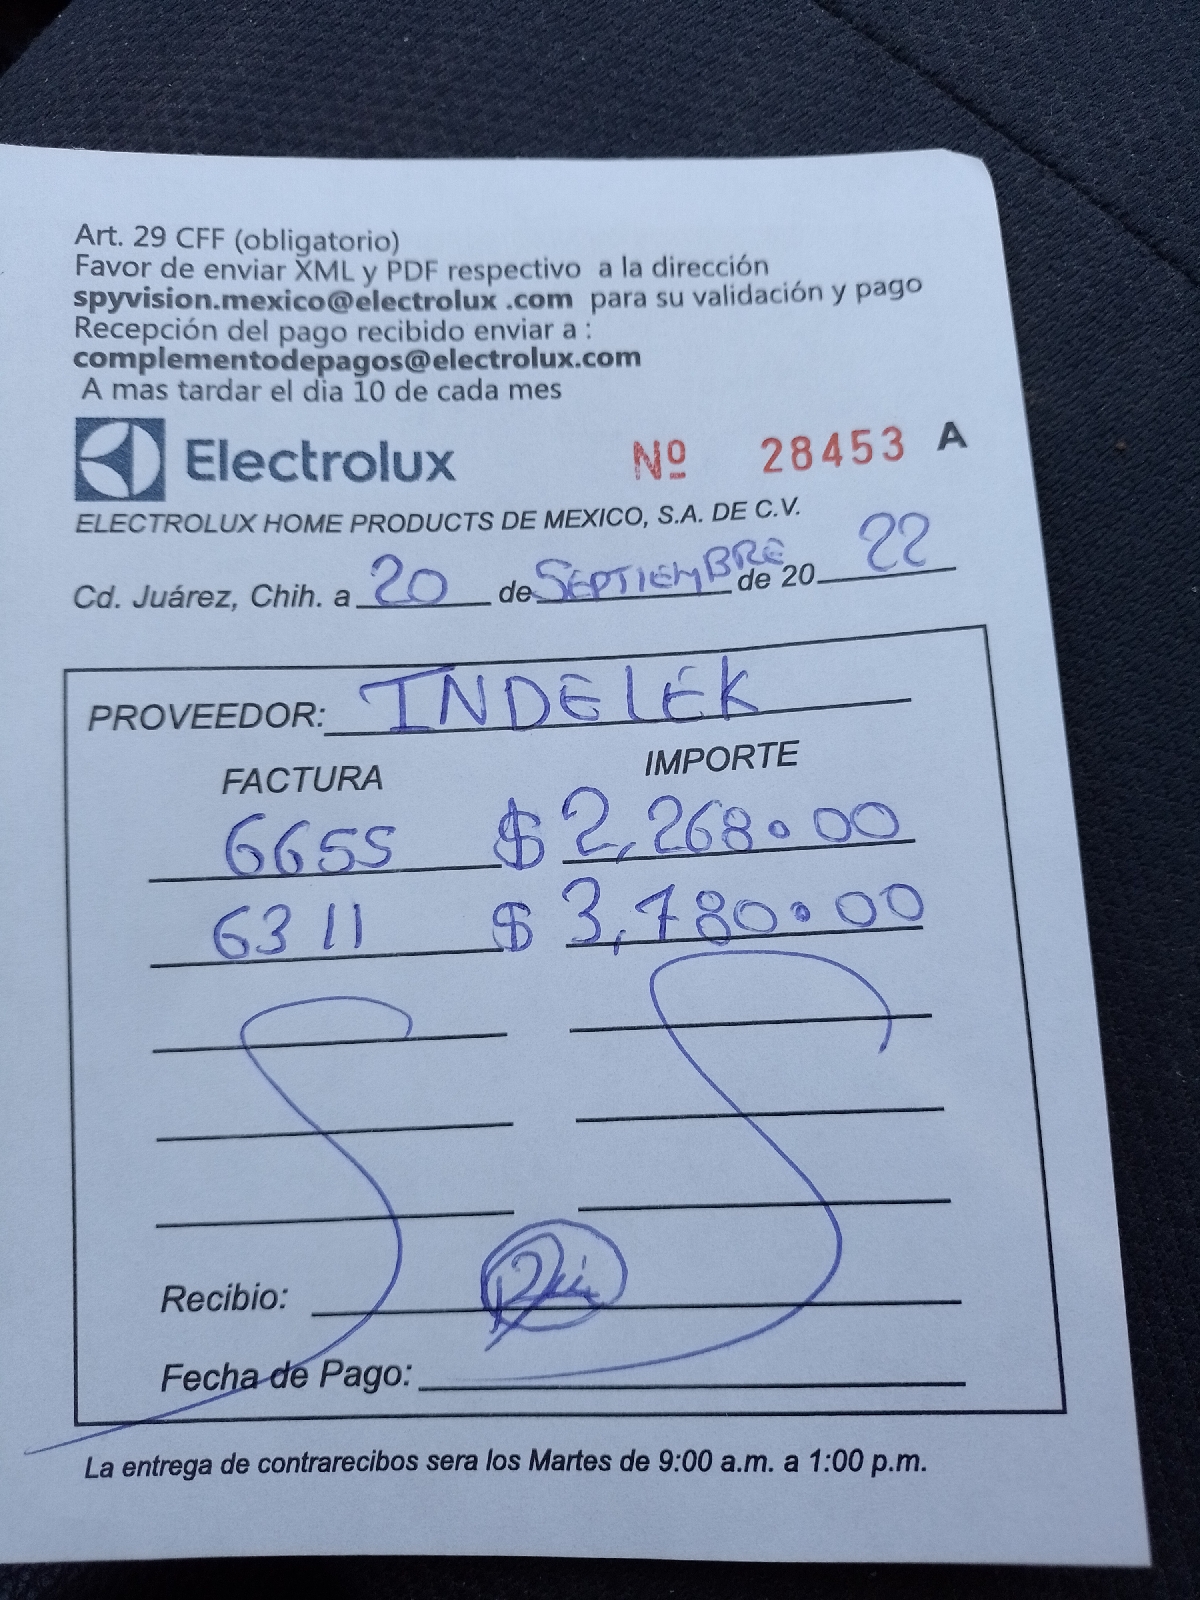 Art. 29 CFF (obligatorio)
Favor de enviar XML y PDF respectivo a la dirección
spyvision.mexico@electrolux .com para su validación y pago
Recepción del pago recibido enviar a :
complementodepagos@electrolux.com
A mas tardar el dia 10 de cada mes
Electrolux Nº 28453 A
ELECTROLUX HOME PRODUCTS DE MEXICO, S.A. DE C.V.
Cd. Juárez, Chih. a 20 de SEPTIEMBRE de 20 22
PROVEEDOR: INDELEK
FACTURA IMPORTE
6655 $ 2,268.00
6311 $ 3,780.00
Recibio:
Fecha de Pago:
La entrega de contrarecibos sera los Martes de 9:00 a.m. a 1:00 p.m.